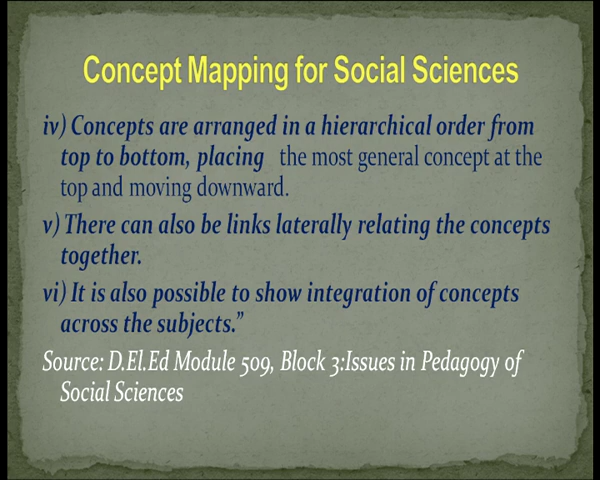 Concept Mapping for Social Sciences
iv) Concepts are arranged in a hierarchical order from
top to bottom, placing the most general concept at the
top and moving downward.
v) There can also be links laterally relating the concepts
together.
vi) It is also possible to show integration of concepts
across the subjects.”
Source: D.El.Ed Module 509, Block 3:Issues in Pedagogy of
Social Sciences